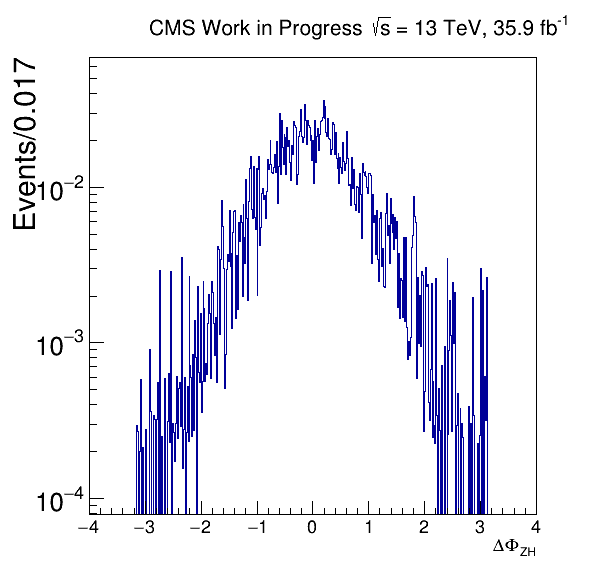 CMS Work in Progress √s = 13 TeV, 35.9 fb⁻¹
Events/0.017
10⁻²
10⁻³
10⁻⁴
−4 −3 −2 −1 0 1 2 3 4
ΔΦ_ZH